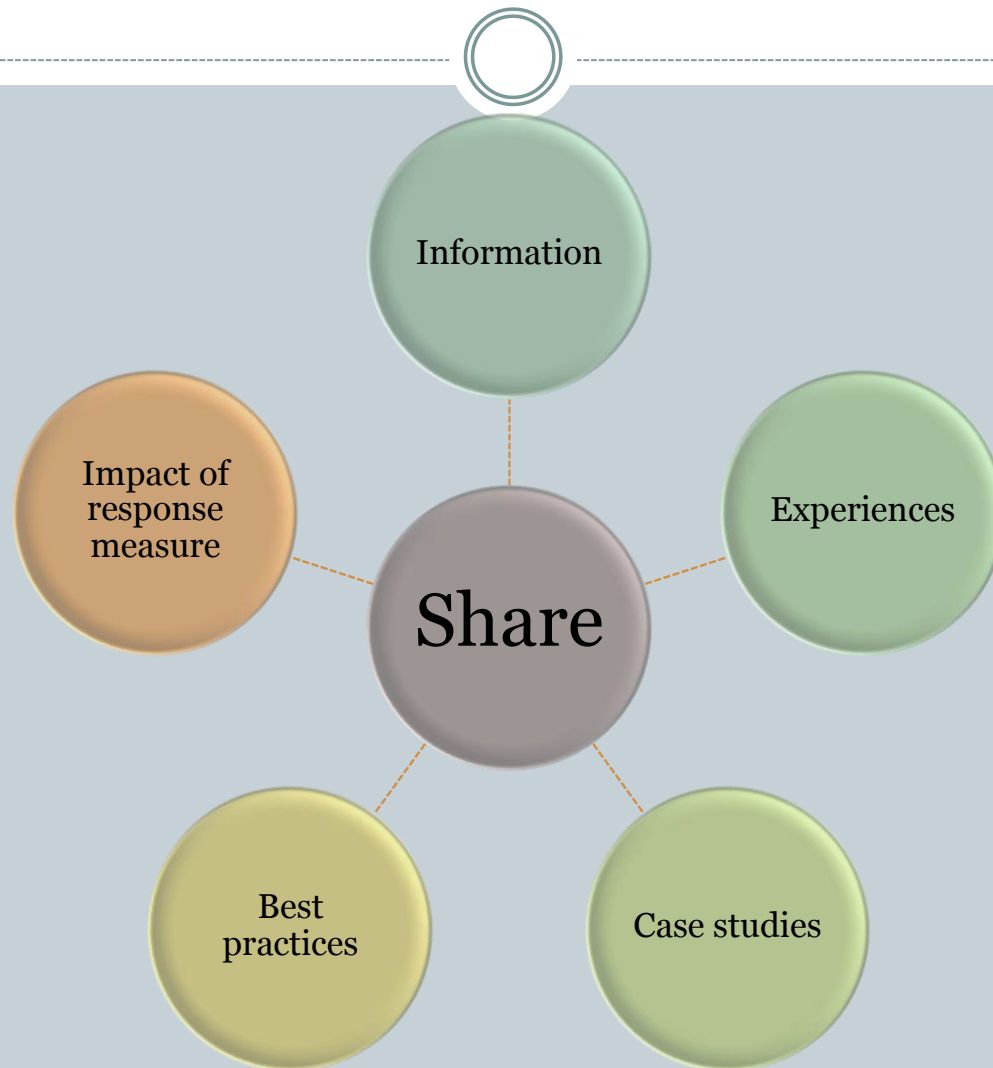 Information
Impact of
response
measure
Experiences
Share
Best
practices
Case studies